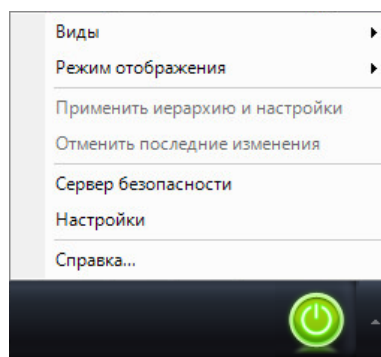 Виды
Режим отображения
Применить иерархию и настройки
Отменить последние изменения
Сервер безопасности
Настройки
Справка...